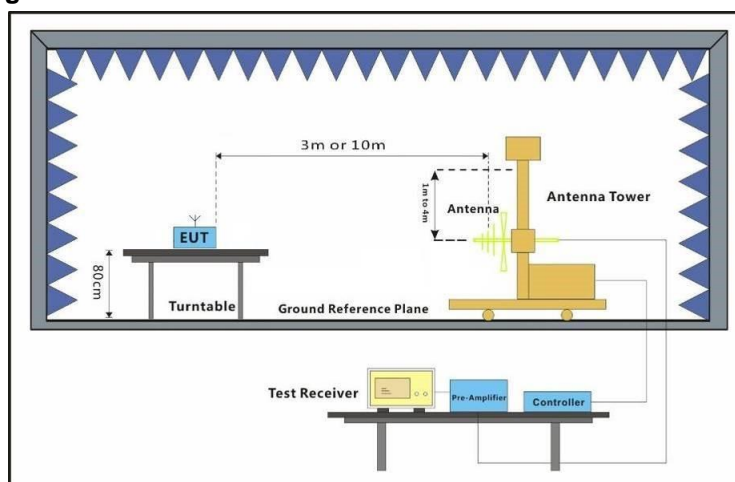 3m or 10m
1m to 4m
Antenna
Antenna Tower
EUT
80cm
Turntable
Ground Reference Plane
Test Receiver
Pre-Amplifier
Controller